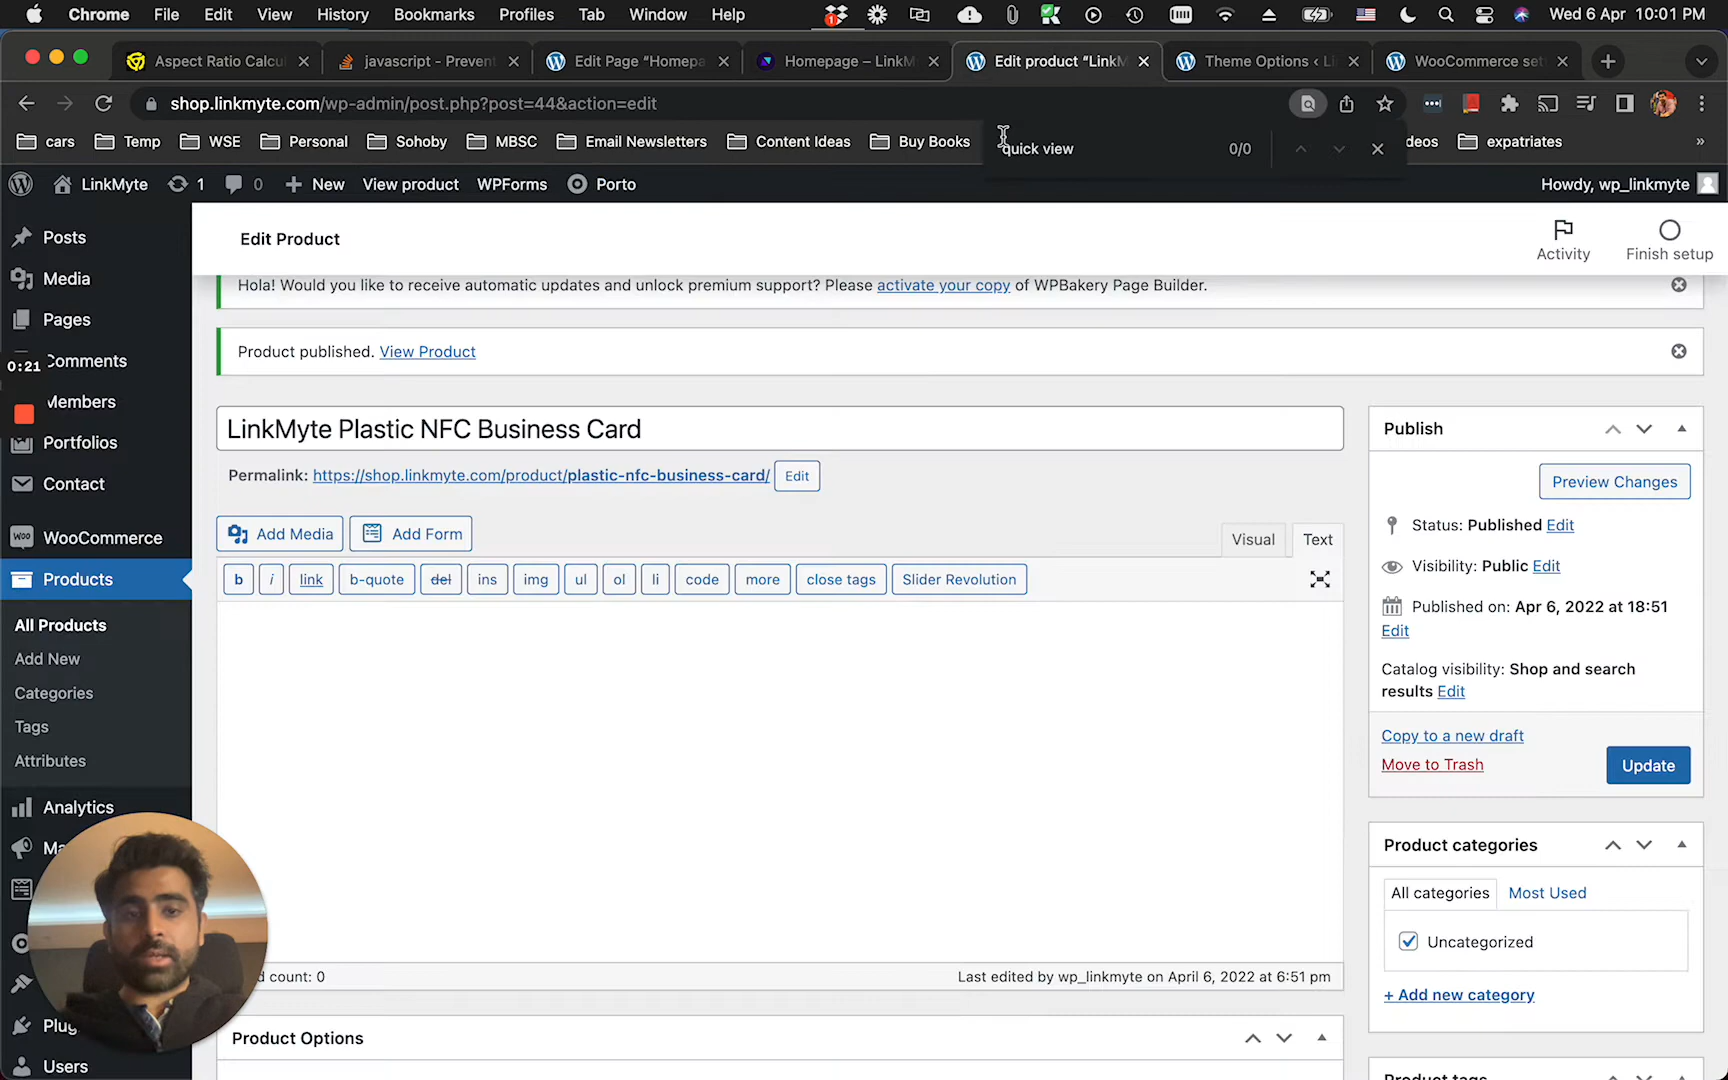 Chrome File Edit View History Bookmarks Profiles Tab Window Help Wed 6 Apr 10:01 PM
Aspect Ratio Calcu javascript - Prevent Edit Page “Homepa Homepage – LinkM Edit product “LinkM Theme Options ‹ Li WooCommerce set
shop.linkmyte.com/wp-admin/post.php?post=44&action=edit
cars Temp WSE Personal Sohoby MBSC Email Newsletters Content Ideas Buy Books deos expatriates »
quick view 0/0
LinkMyte 1 0 New View product WPForms Porto Howdy, wp_linkmyte
Posts
Media
Pages
Comments
0:21
Members
Portfolios
Contact
WooCommerce
Products
All Products
Add New
Categories
Tags
Attributes
Analytics
Ma
Plug
Users
Edit Product
Activity
Finish setup
Hola! Would you like to receive automatic updates and unlock premium support? Please activate your copy of WPBakery Page Builder.
Product published. View Product
LinkMyte Plastic NFC Business Card
Permalink: https://shop.linkmyte.com/product/plastic-nfc-business-card/ Edit
Add Media Add Form Visual Text
b i link b-quote del ins img ul ol li code more close tags Slider Revolution
d count: 0 Last edited by wp_linkmyte on April 6, 2022 at 6:51 pm
Product Options
Publish
Preview Changes
Status: Published Edit
Visibility: Public Edit
Published on: Apr 6, 2022 at 18:51
Edit
Catalog visibility: Shop and search
results Edit
Copy to a new draft
Move to Trash
Update
Product categories
All categories Most Used
Uncategorized
+ Add new category
Product tags